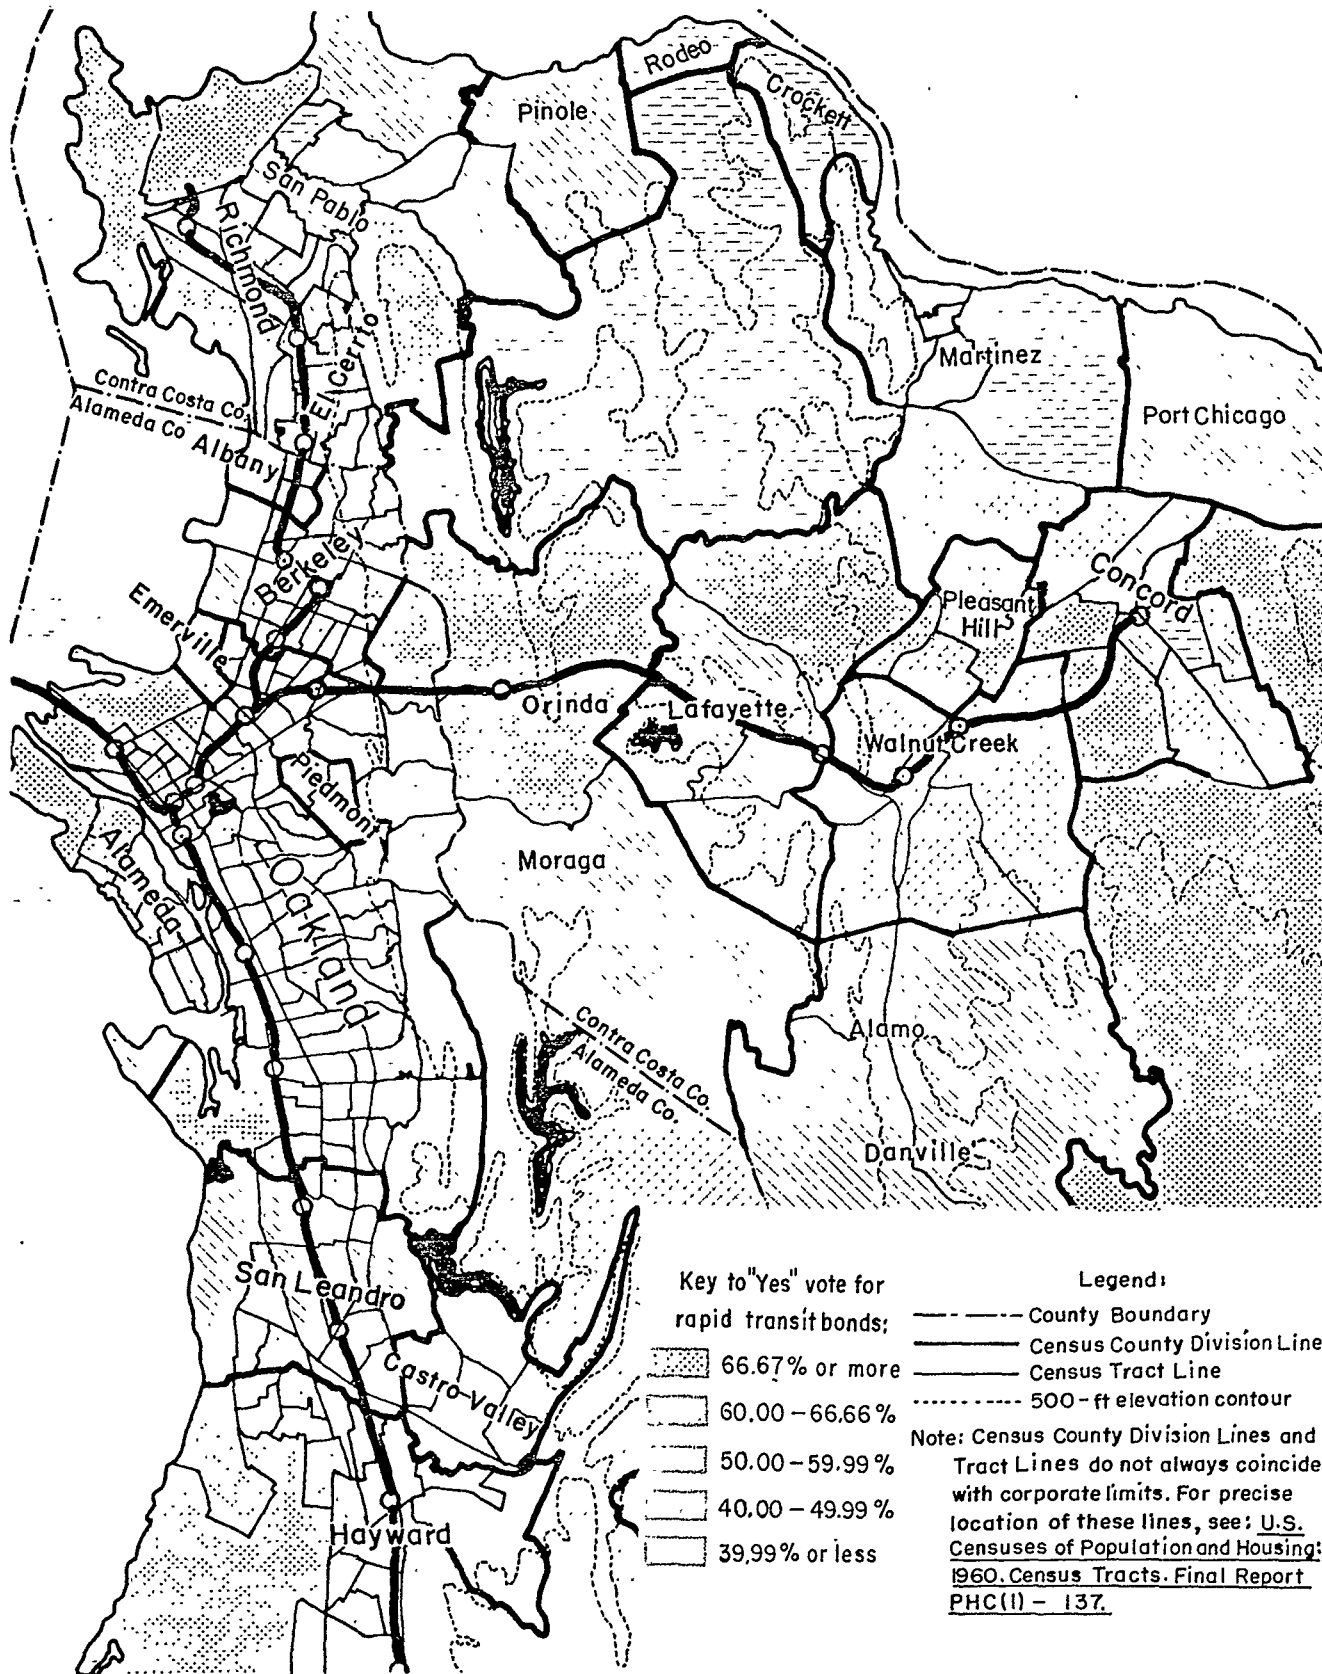 Rodeo
Crockett
Pinole
San Pablo
Richmond
El Cerrito
Martinez
Port Chicago
Contra Costa Co.
Alameda Co
Albany
Berkeley
Concord
Emerville
Pleasant
Hill
Orinda
Lafayette
Walnut Creek
Piedmont
Alameda
Oakland
Moraga
Contra Costa Co.
Alameda Co.
Alamo
Danville
San Leandro
Castro Valley
Hayward
Key to "Yes" vote for
rapid transit bonds:
66.67% or more
60.00 – 66.66%
50.00 – 59.99%
40.00 – 49.99%
39.99% or less
Legend:
County Boundary
Census County Division Line
Census Tract Line
500-ft elevation contour
Note: Census County Division Lines and
Tract Lines do not always coincide
with corporate limits. For precise
location of these lines, see: U.S.
Censuses of Population and Housing:
1960. Census Tracts. Final Report
PHC(1) – 137.